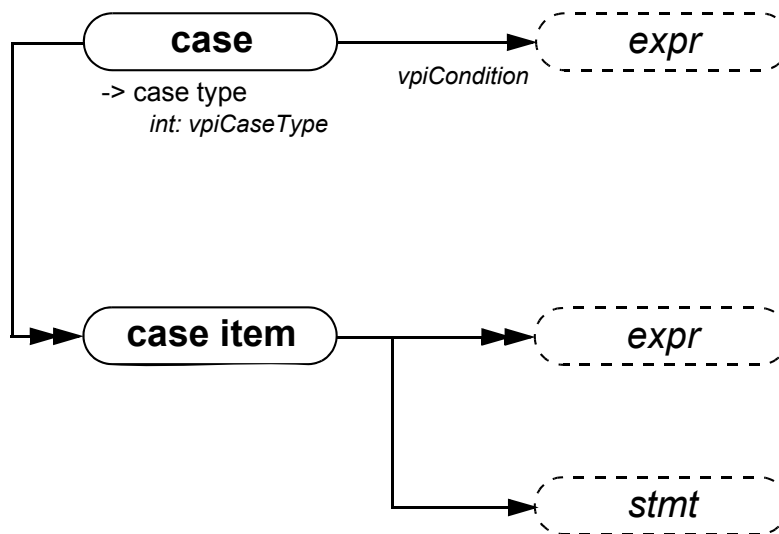 case
expr
vpiCondition
-> case type
int: vpiCaseType
case item
expr
stmt